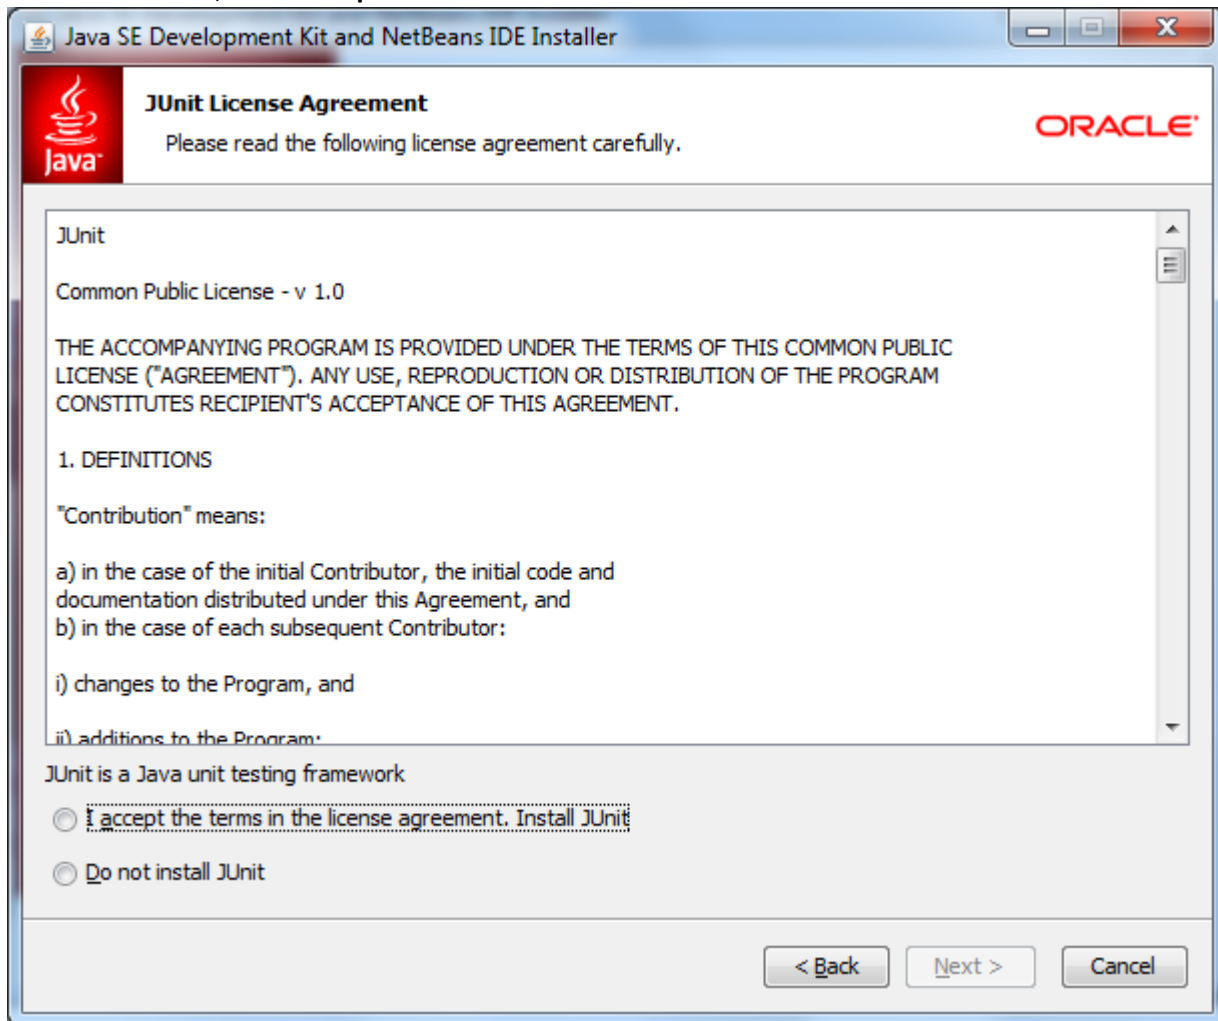 Java SE Development Kit and NetBeans IDE Installer
JUnit License Agreement
Please read the following license agreement carefully.
Java
ORACLE
JUnit
Common Public License - v 1.0
THE ACCOMPANYING PROGRAM IS PROVIDED UNDER THE TERMS OF THIS COMMON PUBLIC
LICENSE ("AGREEMENT"). ANY USE, REPRODUCTION OR DISTRIBUTION OF THE PROGRAM
CONSTITUTES RECIPIENT'S ACCEPTANCE OF THIS AGREEMENT.
1. DEFINITIONS
"Contribution" means:
a) in the case of the initial Contributor, the initial code and
documentation distributed under this Agreement, and
b) in the case of each subsequent Contributor:
i) changes to the Program, and
ii) additions to the Program;
JUnit is a Java unit testing framework
I accept the terms in the license agreement. Install JUnit
Do not install JUnit
< Back
Next >
Cancel